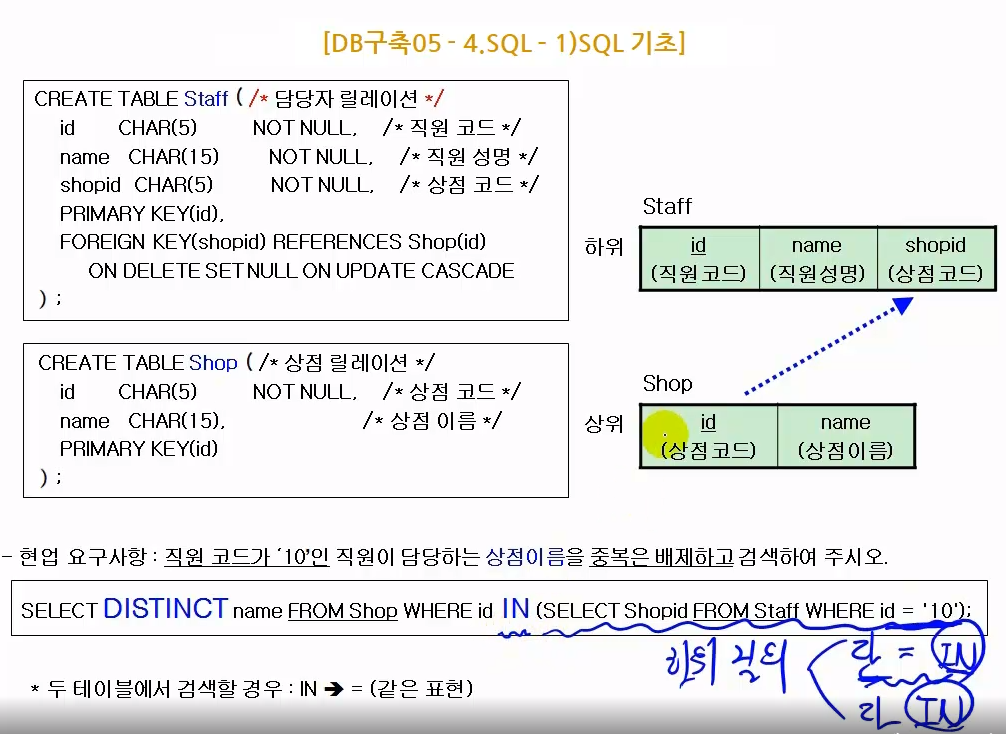 [DB구축05 - 4.SQL - 1)SQL 기초]
CREATE TABLE Staff ( /* 담당자 릴레이션 */
id CHAR(5) NOT NULL, /* 직원 코드 */
name CHAR(15) NOT NULL, /* 직원 성명 */
shopid CHAR(5) NOT NULL, /* 상점 코드 */
PRIMARY KEY(id),
FOREIGN KEY(shopid) REFERENCES Shop(id)
ON DELETE SET NULL ON UPDATE CASCADE
) ;
Staff
하위
id name shopid
(직원코드) (직원성명) (상점코드)
CREATE TABLE Shop ( /* 상점 릴레이션 */
id CHAR(5) NOT NULL, /* 상점 코드 */
name CHAR(15), /* 상점 이름 */
PRIMARY KEY(id)
) ;
Shop
상위
id name
(상점코드) (상점이름)
- 현업 요구사항 : 직원 코드가 ‘10’인 직원이 담당하는 상점이름을 중복은 배제하고 검색하여 주시오.
SELECT DISTINCT name FROM Shop WHERE id IN (SELECT Shopid FROM Staff WHERE id = '10');
하위 질의
단 = IN
다 IN
* 두 테이블에서 검색할 경우 : IN ➔ = (같은 표현)